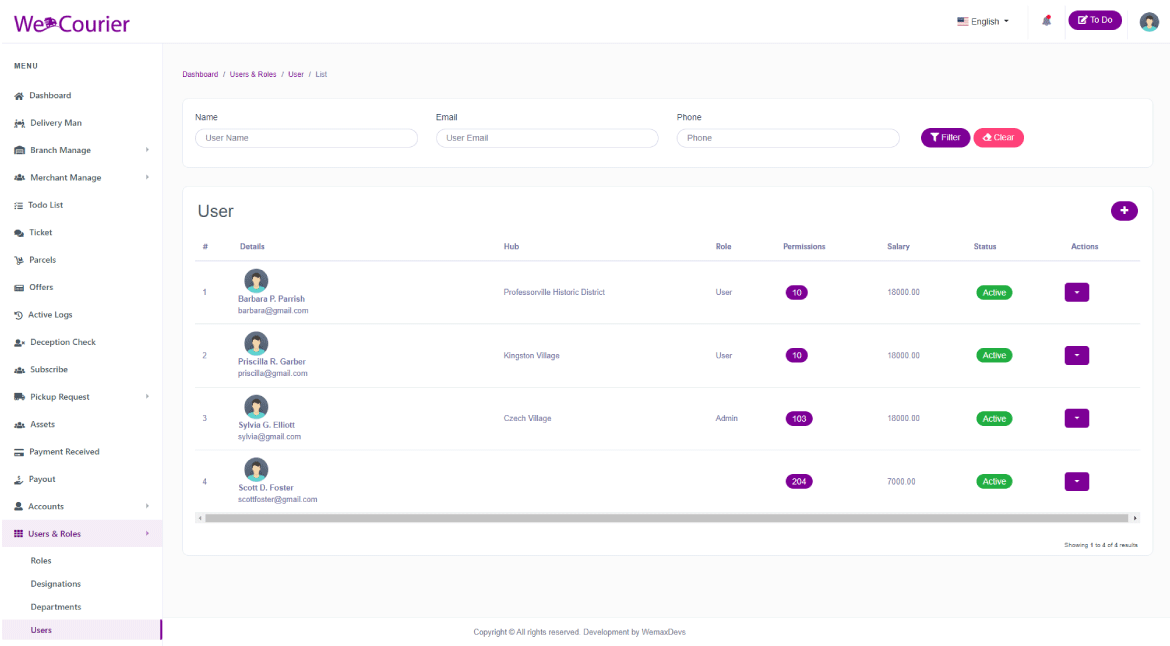 We Courier
English
To Do
MENU
Dashboard
Delivery Man
Branch Manage
Merchant Manage
Todo List
Ticket
Parcels
Offers
Active Logs
Deception Check
Subscribe
Pickup Request
Assets
Payment Received
Payout
Accounts
Users & Roles
Roles
Designations
Departments
Users
Dashboard / Users & Roles / User / List
Name Email Phone
User Name User Email Phone Filter Clear
User
# Details Hub Role Permissions Salary Status Actions
1 Barbara P. Parrish Professorville Historic District User 10 18000.00 Active
barbara@gmail.com
2 Priscilla R. Garber Kingston Village User 10 18000.00 Active
priscilla@gmail.com
3 Sylvia G. Elliott Czech Village Admin 103 18000.00 Active
sylvia@gmail.com
4 Scott D. Foster 204 7000.00 Active
scottfoster@gmail.com
Showing 1 to 4 of 4 results
Copyright © All rights reserved. Development by WemaxDevs